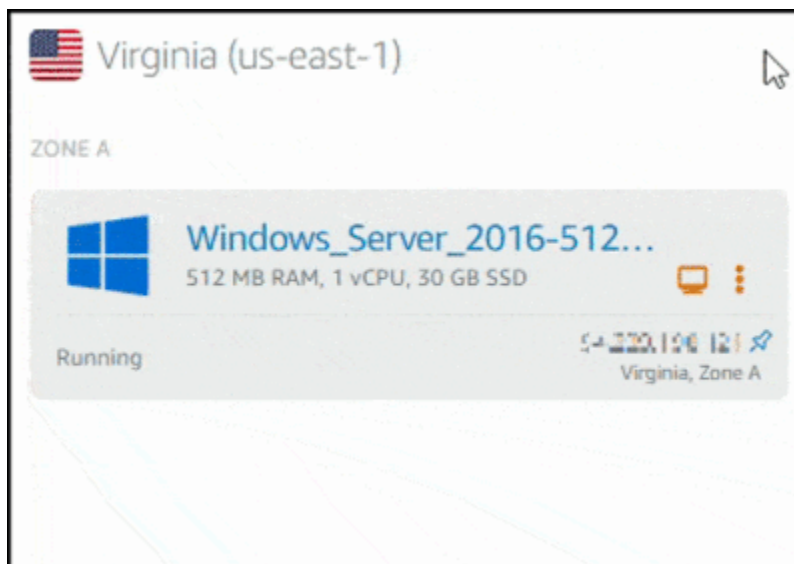 Virginia (us-east-1)
ZONE A
Windows_Server_2016-512...
512 MB RAM, 1 vCPU, 30 GB SSD
Running
Virginia, Zone A